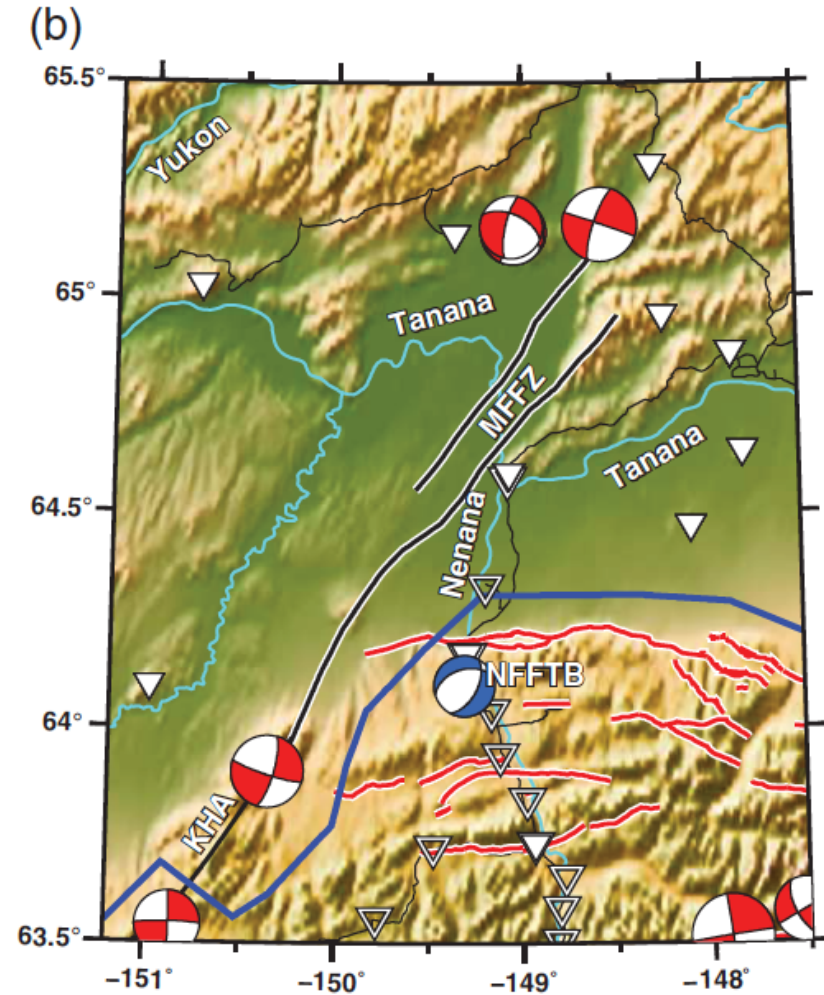 (b)
65.5°
Yukon
65°
Tanana
MFFZ
Tanana
64.5°
Nenana
NFFTB
64°
KHA
63.5°
−151°
−150°
−149°
−148°